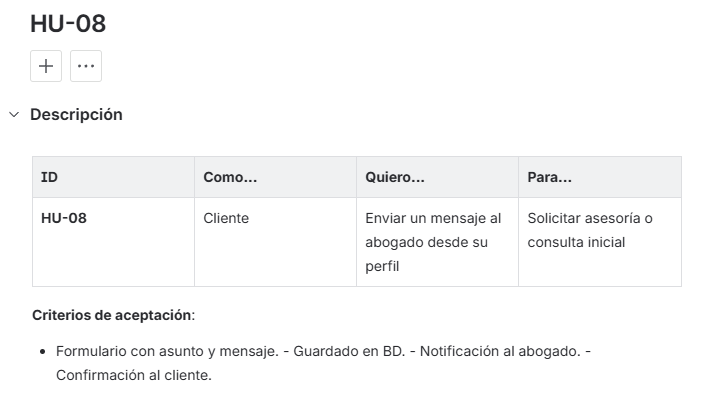 HU-08
Descripción
ID Como... Quiero... Para...
HU-08 Cliente Enviar un mensaje al abogado desde su perfil Solicitar asesoría o consulta inicial
Criterios de aceptación:
• Formulario con asunto y mensaje. - Guardado en BD. - Notificación al abogado. -
Confirmación al cliente.